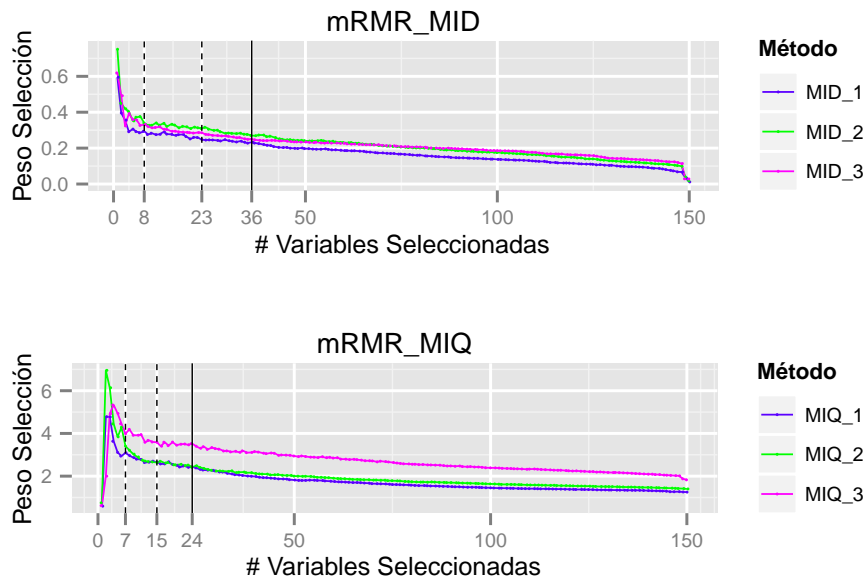 mRMR_MID
Peso Selección
0.6
0.4
0.2
0.0
0 8 23 36 50 100 150
# Variables Seleccionadas
Método
MID_1
MID_2
MID_3
mRMR_MIQ
Peso Selección
6
4
2
0 7 15 24 50 100 150
# Variables Seleccionadas
Método
MIQ_1
MIQ_2
MIQ_3